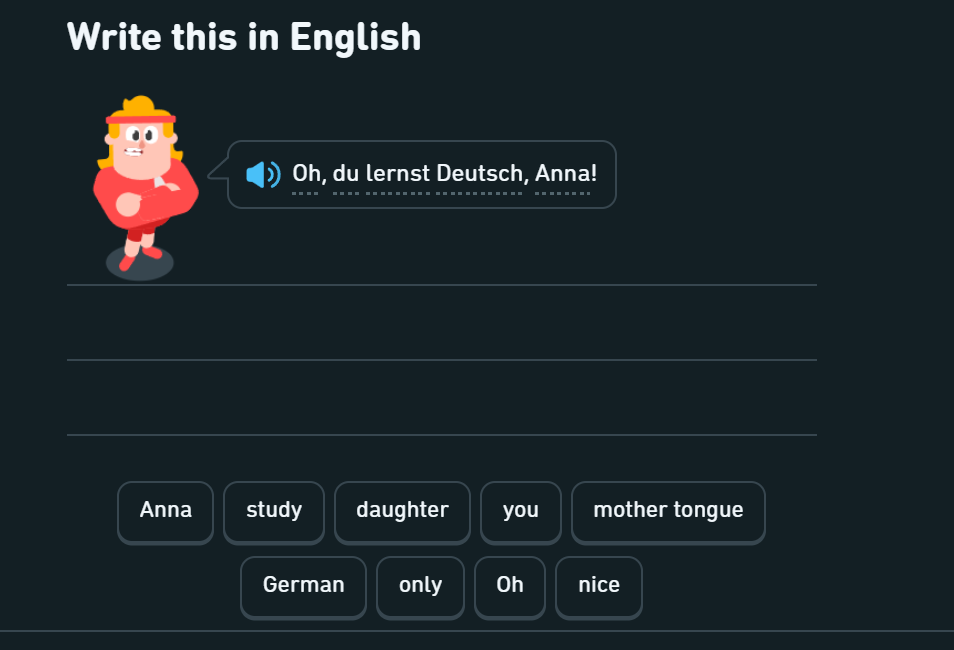 Write this in English
Oh, du lernst Deutsch, Anna!
Anna study daughter you mother tongue
German only Oh nice